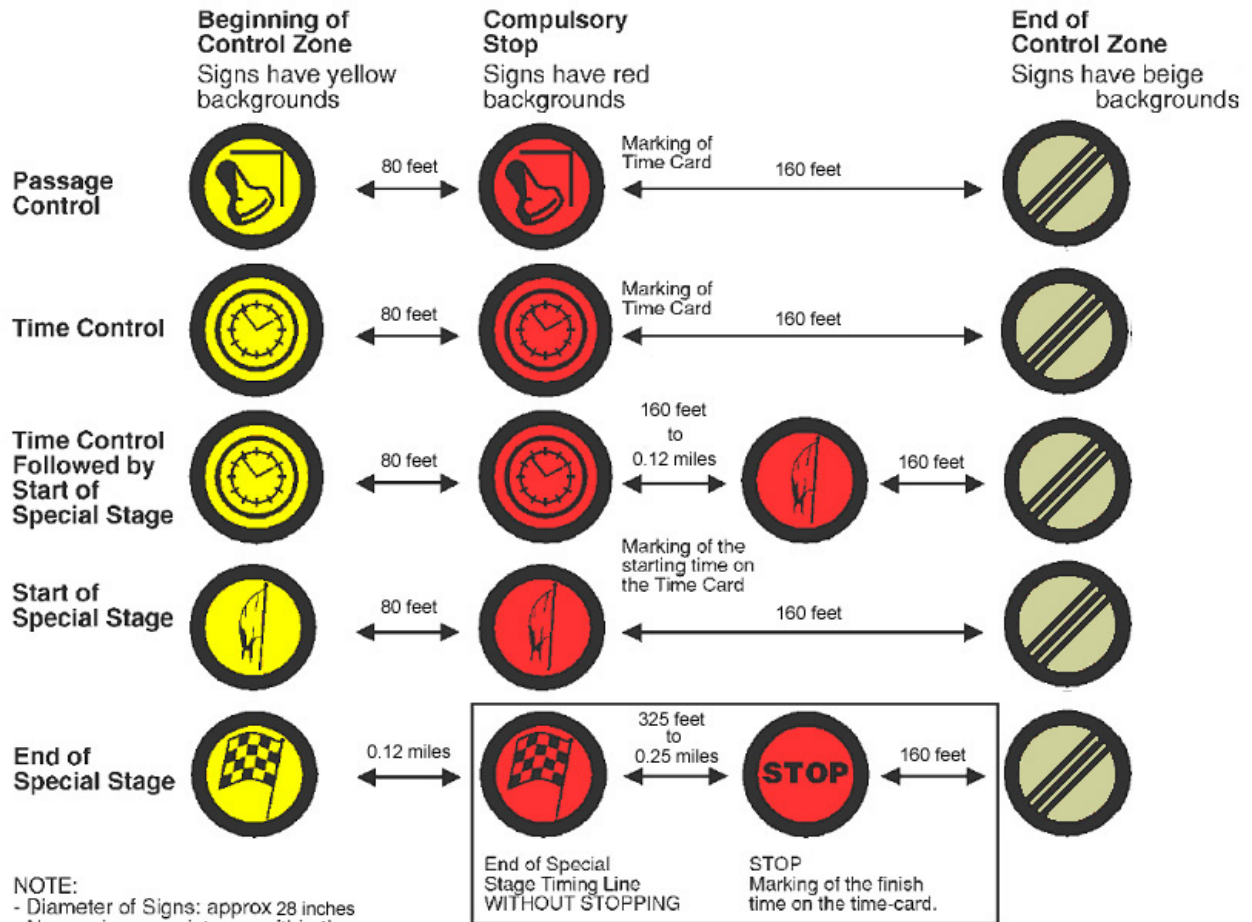 Beginning of
Control Zone
Signs have yellow
backgrounds
Compulsory
Stop
Signs have red
backgrounds
End of
Control Zone
Signs have beige
backgrounds
Passage
Control
80 feet
Marking of
Time Card
160 feet
Time Control
80 feet
Marking of
Time Card
160 feet
Time Control
Followed by
Start of
Special Stage
80 feet
160 feet
to
0.12 miles
160 feet
Start of
Special Stage
80 feet
Marking of the
starting time on
the Time Card
160 feet
End of
Special Stage
0.12 miles
325 feet
to
0.25 miles
STOP
160 feet
End of Special
Stage Timing Line
WITHOUT STOPPING
STOP
Marking of the finish
time on the time-card.
NOTE:
- Diameter of Signs: approx 28 inches